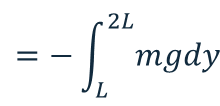 = − ∫_L^{2L} mgdy